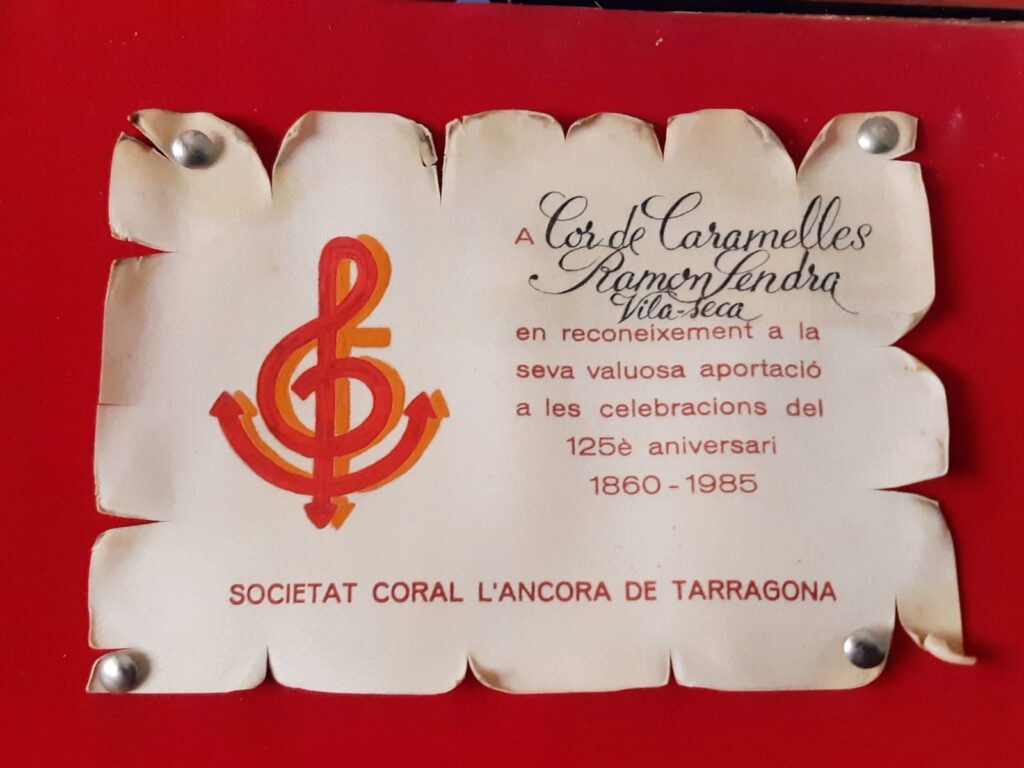 A Cor de Caramelles
Ramon Sendra
Vila-seca
en reconeixement a la
seva valuosa aportació
a les celebracions del
125è aniversari
1860-1985
SOCIETAT CORAL L'ANCORA DE TARRAGONA